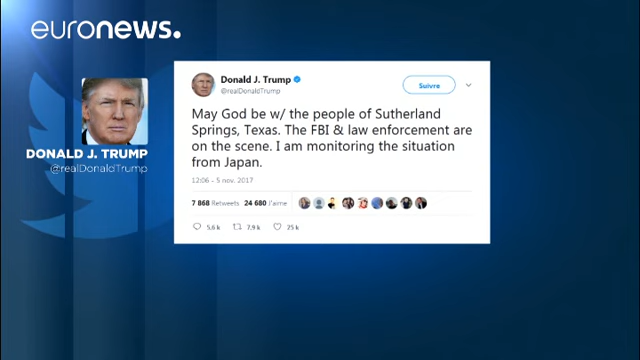 euronews.
DONALD J. TRUMP
@realDonaldTrump
Donald J. Trump
@realDonaldTrump
Suivre
May God be w/ the people of Sutherland
Springs, Texas. The FBI & law enforcement are
on the scene. I am monitoring the situation
from Japan.
12:06 - 5 nov. 2017
7 868 Retweets 24 680 J'aime
5,6 k 7,9 k 25 k